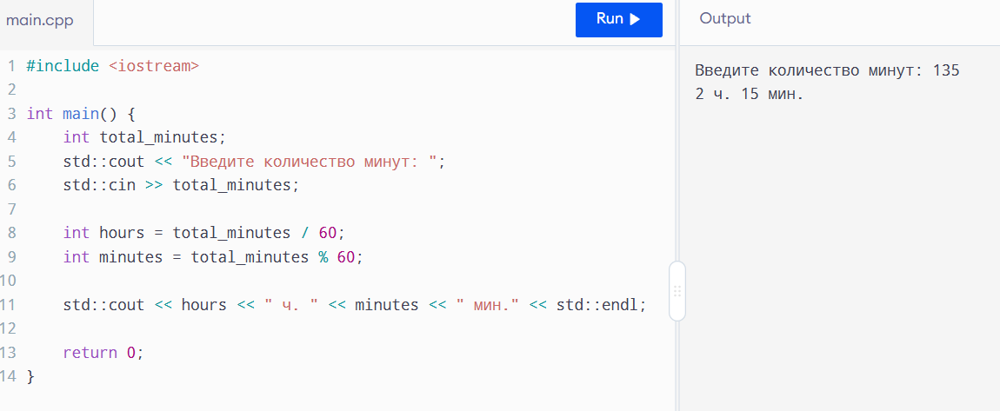 main.cpp
Run
Output
1 #include <iostream>
2
3 int main() {
4     int total_minutes;
5     std::cout << "Введите количество минут: ";
6     std::cin >> total_minutes;
7
8     int hours = total_minutes / 60;
9     int minutes = total_minutes % 60;
10
11     std::cout << hours << " ч. " << minutes << " мин." << std::endl;
12
13     return 0;
14 }
Введите количество минут: 135
2 ч. 15 мин.